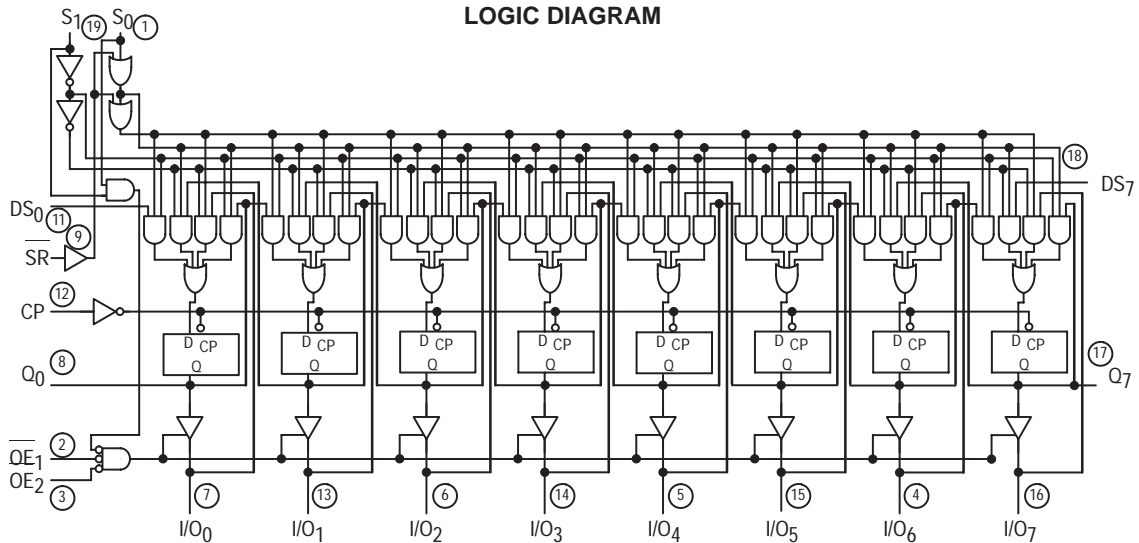 LOGIC DIAGRAM
S1 19 S0 1
18
DS7
DS0 11
SR 9
CP 12
D CP Q D CP Q D CP Q D CP Q D CP Q D CP Q D CP Q D CP Q
Q0 8
17 Q7
OE1 2
OE2 3
7 13 6 14 5 15 4 16
I/O0 I/O1 I/O2 I/O3 I/O4 I/O5 I/O6 I/O7